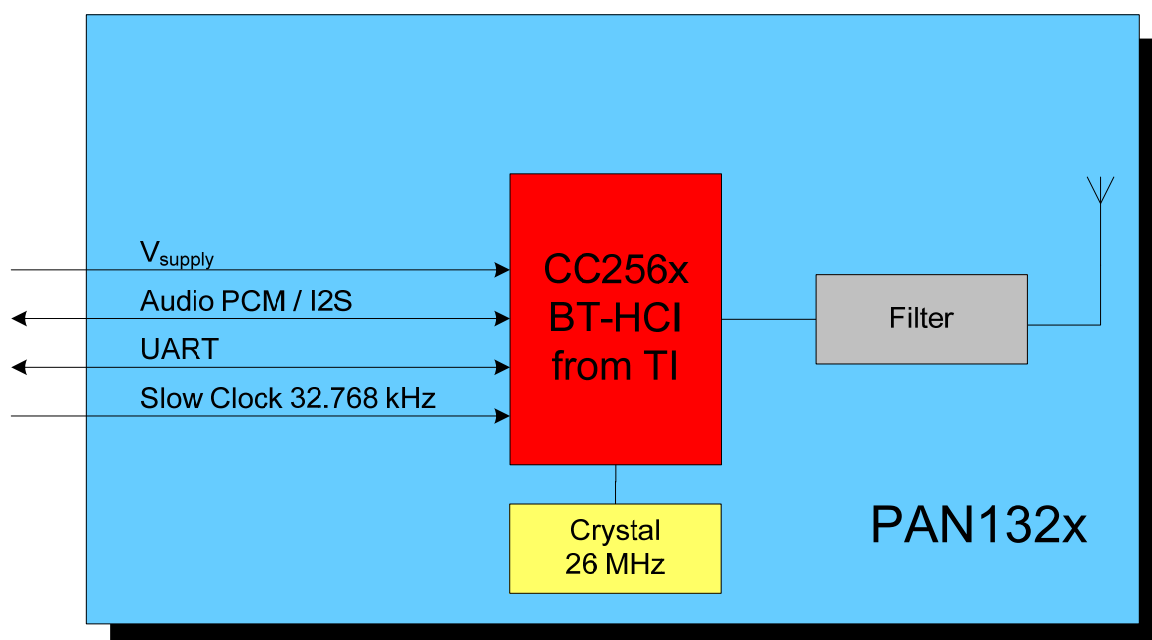 Vsupply
Audio PCM / I2S
UART
Slow Clock 32.768 kHz
CC256x
BT-HCI
from TI
Filter
Crystal
26 MHz
PAN132x